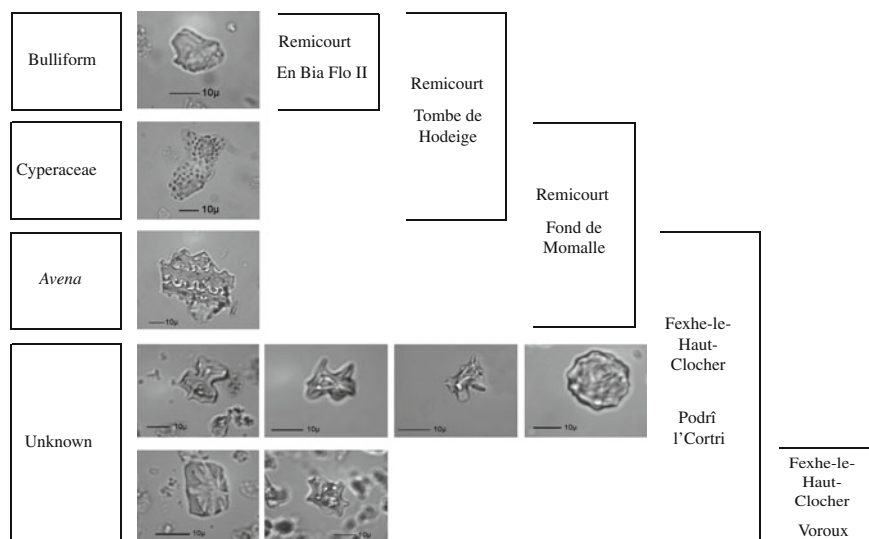 Bulliform
10µ
Remicourt
En Bia Flo II
Remicourt
Tombe de
Hodeige
Cyperaceae
10µ
Remicourt
Fond de
Momalle
Avena
10µ
Fexhe-le-
Haut-
Clocher
Podrî
l'Cortri
Unknown
10µ
10µ
10µ
10µ
10µ
10µ
Fexhe-le-
Haut-
Clocher
Voroux